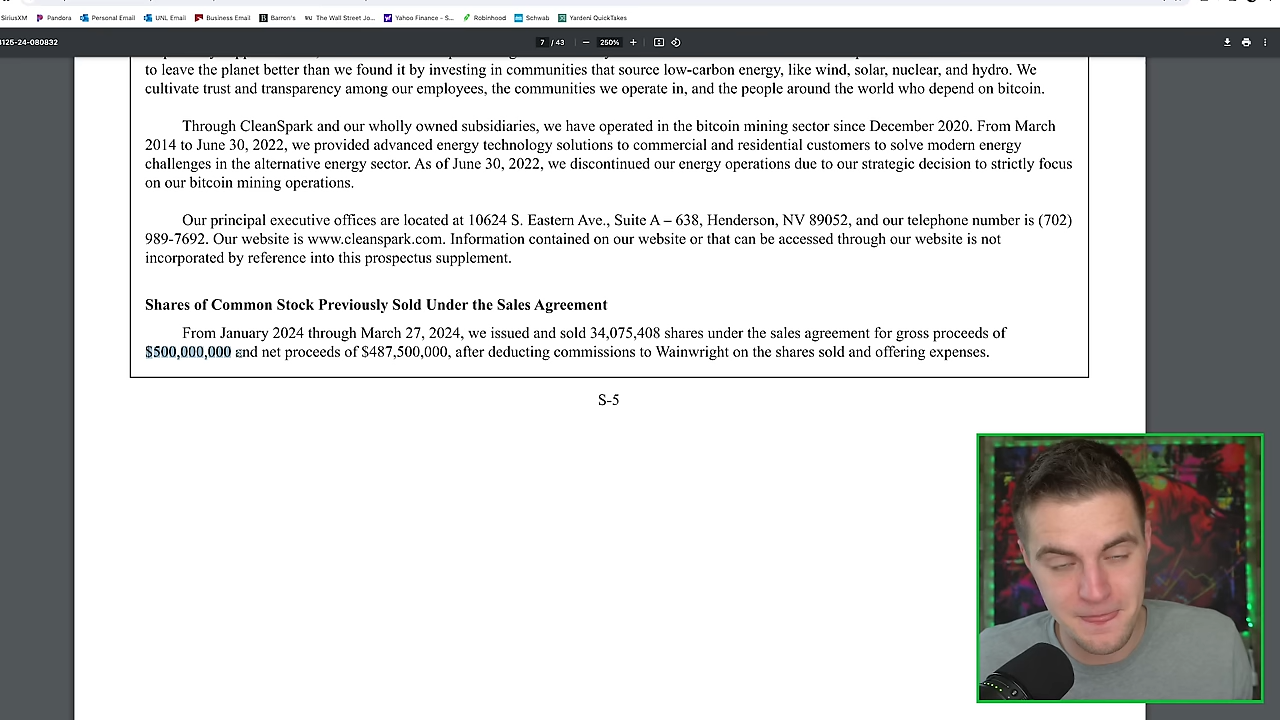 SiriusXM Pandora Personal Email UNL Email Business Email Barron's The Wall Street Jo... Yahoo Finance - S... Robinhood Schwab Yardeni QuickTakes
1125-24-080832 7 / 43 − 250% +
to leave the planet better than we found it by investing in communities that source low-carbon energy, like wind, solar, nuclear, and hydro. We
cultivate trust and transparency among our employees, the communities we operate in, and the people around the world who depend on bitcoin.
Through CleanSpark and our wholly owned subsidiaries, we have operated in the bitcoin mining sector since December 2020. From March
2014 to June 30, 2022, we provided advanced energy technology solutions to commercial and residential customers to solve modern energy
challenges in the alternative energy sector. As of June 30, 2022, we discontinued our energy operations due to our strategic decision to strictly focus
on our bitcoin mining operations.
Our principal executive offices are located at 10624 S. Eastern Ave., Suite A – 638, Henderson, NV 89052, and our telephone number is (702)
989-7692. Our website is www.cleanspark.com. Information contained on our website or that can be accessed through our website is not
incorporated by reference into this prospectus supplement.
Shares of Common Stock Previously Sold Under the Sales Agreement
From January 2024 through March 27, 2024, we issued and sold 34,075,408 shares under the sales agreement for gross proceeds of
$500,000,000 and net proceeds of $487,500,000, after deducting commissions to Wainwright on the shares sold and offering expenses.
S-5